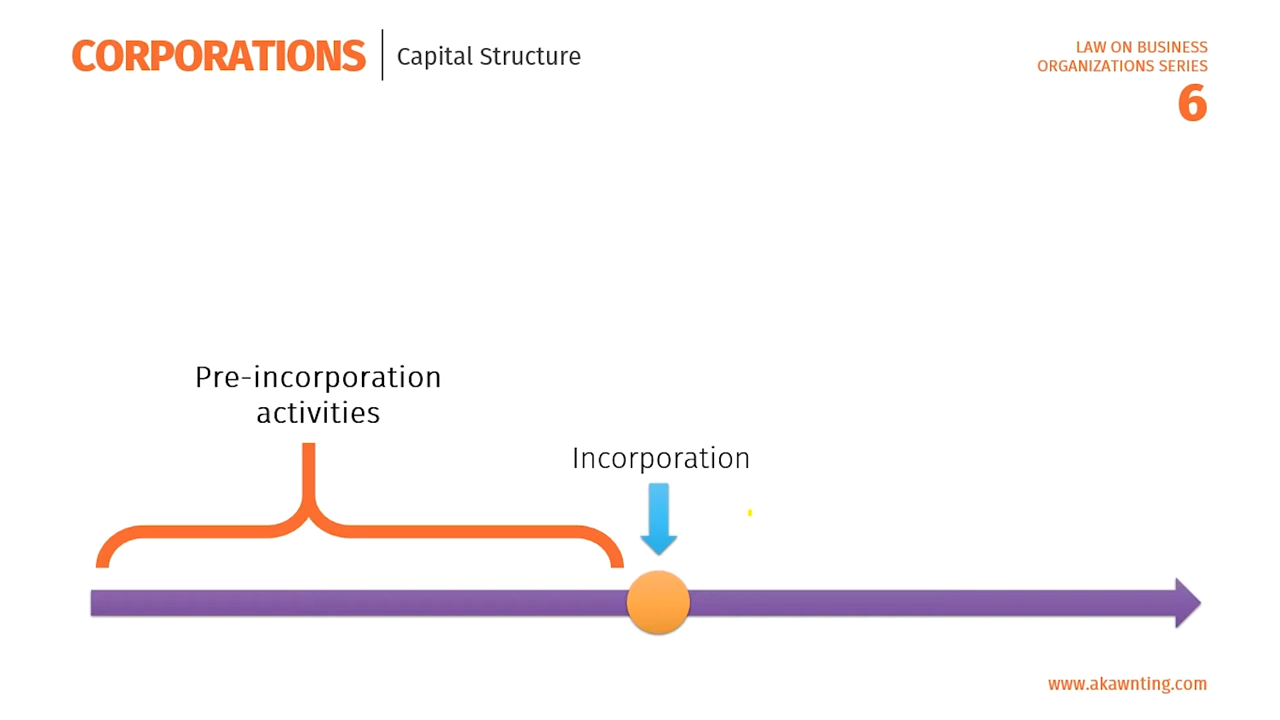 CORPORATIONS
Capital Structure
LAW ON BUSINESS
ORGANIZATIONS SERIES
6
Pre-incorporation
activities
Incorporation
www.akawnting.com